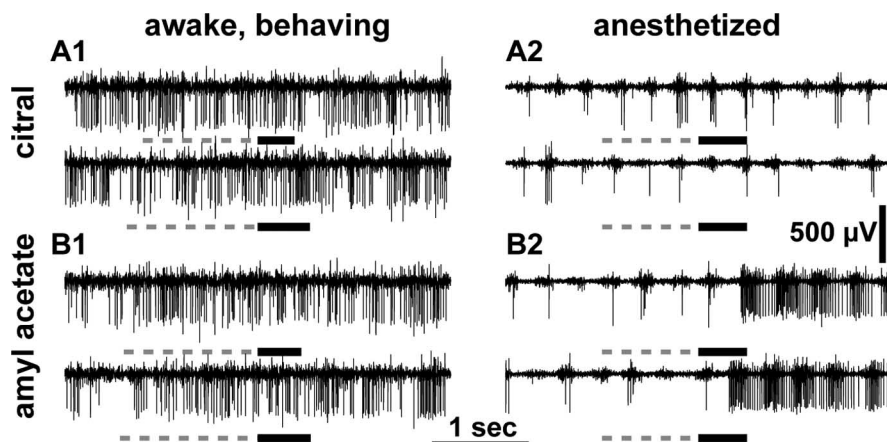 awake, behaving
anesthetized
A1
A2
citral
500 µV
B1
B2
amyl acetate
1 sec